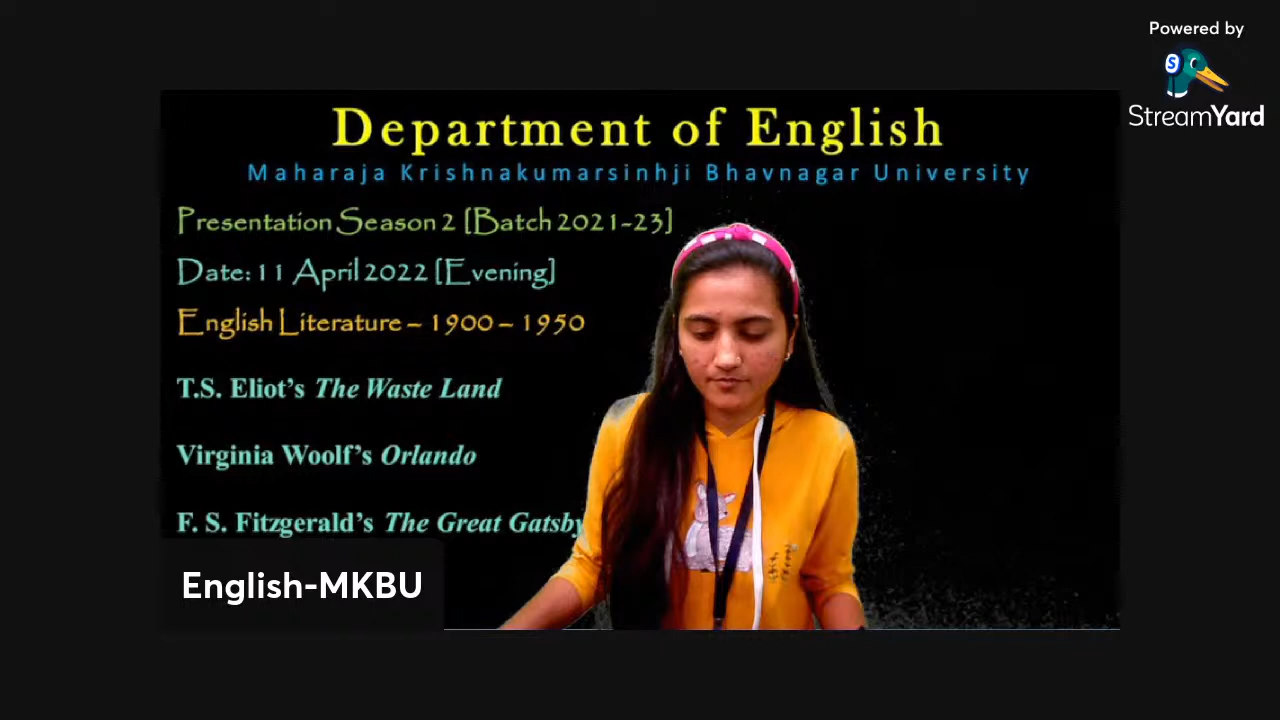 Powered by
StreamYard
Department of English
Maharaja Krishnakumarsinhji Bhavnagar University
Presentation Season 2 [Batch 2021-23]
Date: 11 April 2022 [Evening]
English Literature – 1900 – 1950
T.S. Eliot's The Waste Land
Virginia Woolf's Orlando
F. S. Fitzgerald's The Great Gatsby
English-MKBU